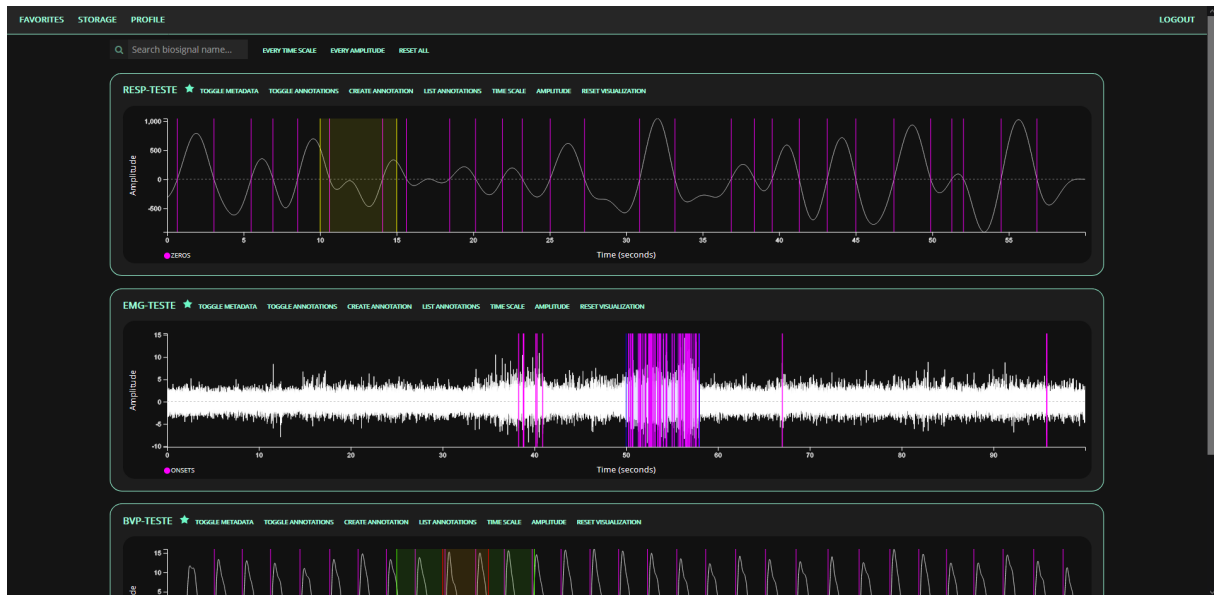 FAVORITES STORAGE PROFILE LOGOUT
Search biosignal name... EVERY TIME SCALE EVERY AMPLITUDE RESET ALL
RESP-TESTE TOGGLE METADATA TOGGLE ANNOTATIONS CREATE ANNOTATION LIST ANNOTATIONS TIME SCALE AMPLITUDE RESET VISUALIZATION
1,000
500
Amplitude
0
-500
0 5 10 15 20 25 30 35 40 45 50 55
ZEROS
Time (seconds)
EMG-TESTE TOGGLE METADATA TOGGLE ANNOTATIONS CREATE ANNOTATION LIST ANNOTATIONS TIME SCALE AMPLITUDE RESET VISUALIZATION
15
10
5
Amplitude
0
-5
-10
0 10 20 30 40 50 60 70 80 90
ONSETS
Time (seconds)
BVP-TESTE TOGGLE METADATA TOGGLE ANNOTATIONS CREATE ANNOTATION LIST ANNOTATIONS TIME SCALE AMPLITUDE RESET VISUALIZATION
15
10
5